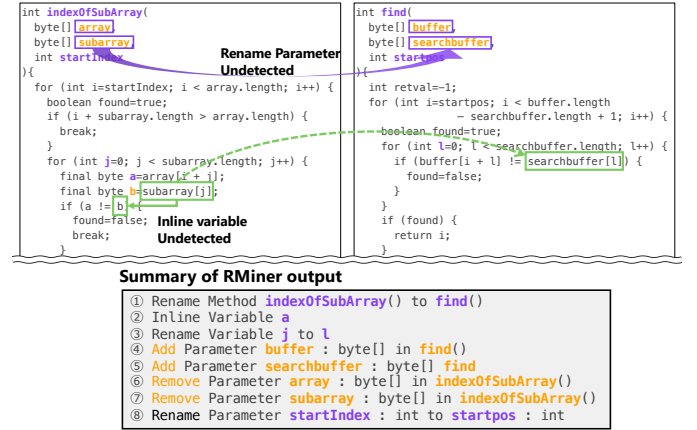 int indexOfSubArray(
byte[] array,
byte[] subarray,
int startIndex
){
for (int i=startIndex; i < array.length; i++) {
boolean found=true;
if (i + subarray.length > array.length) {
break;
}
for (int j=0; j < subarray.length; j++) {
final byte a=array[i + j];
final byte b=subarray[j];
if (a != b) {
found=false;
break;
}
Rename Parameter
Undetected
Inline variable
Undetected
int find(
byte[] buffer,
byte[] searchbuffer,
int startpos
){
int retval=–1;
for (int i=startpos; i < buffer.length
– searchbuffer.length + 1; i++) {
boolean found=true;
for (int l=0; l < searchbuffer.length; l++) {
if (buffer[i + l] != searchbuffer[l]) {
found=false;
}
}
if (found) {
return i;
}
Summary of RMiner output
① Rename Method indexOfSubArray() to find()
② Inline Variable a
③ Rename Variable j to l
④ Add Parameter buffer : byte[] in find()
⑤ Add Parameter searchbuffer : byte[] find
⑥ Remove Parameter array : byte[] in indexOfSubArray()
⑦ Remove Parameter subarray : byte[] in indexOfSubArray()
⑧ Rename Parameter startIndex : int to startpos : int